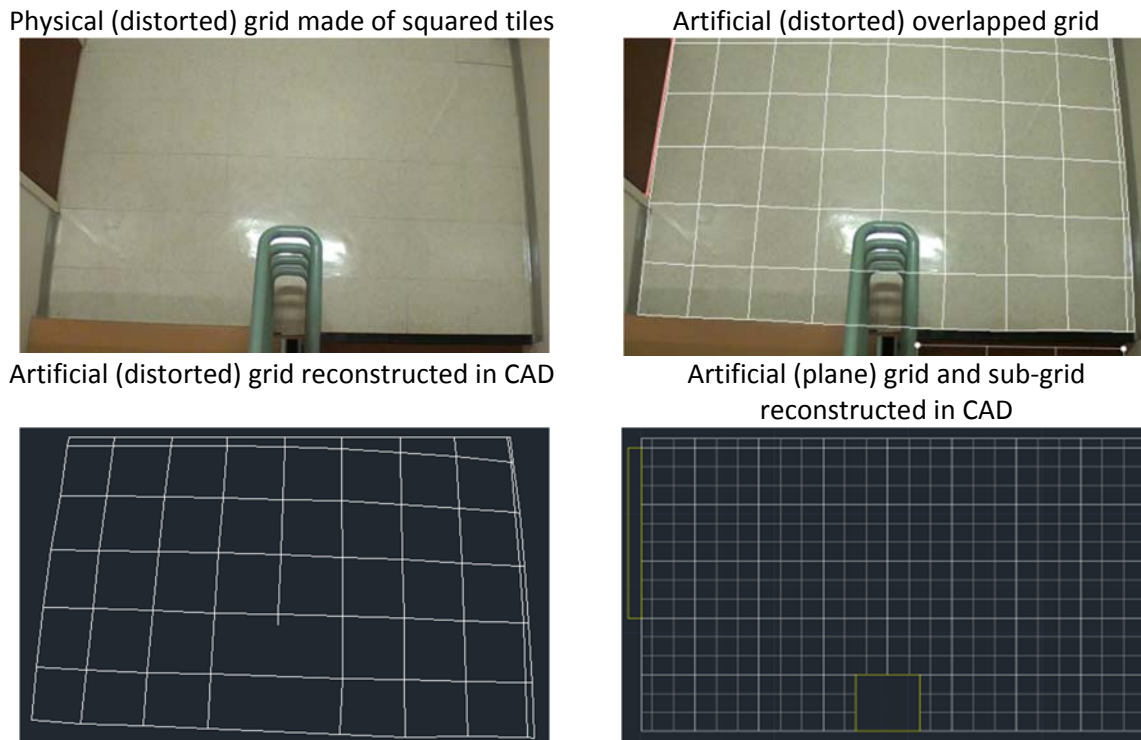 Physical (distorted) grid made of squared tiles
Artificial (distorted) overlapped grid
Artificial (distorted) grid reconstructed in CAD
Artificial (plane) grid and sub-grid
reconstructed in CAD